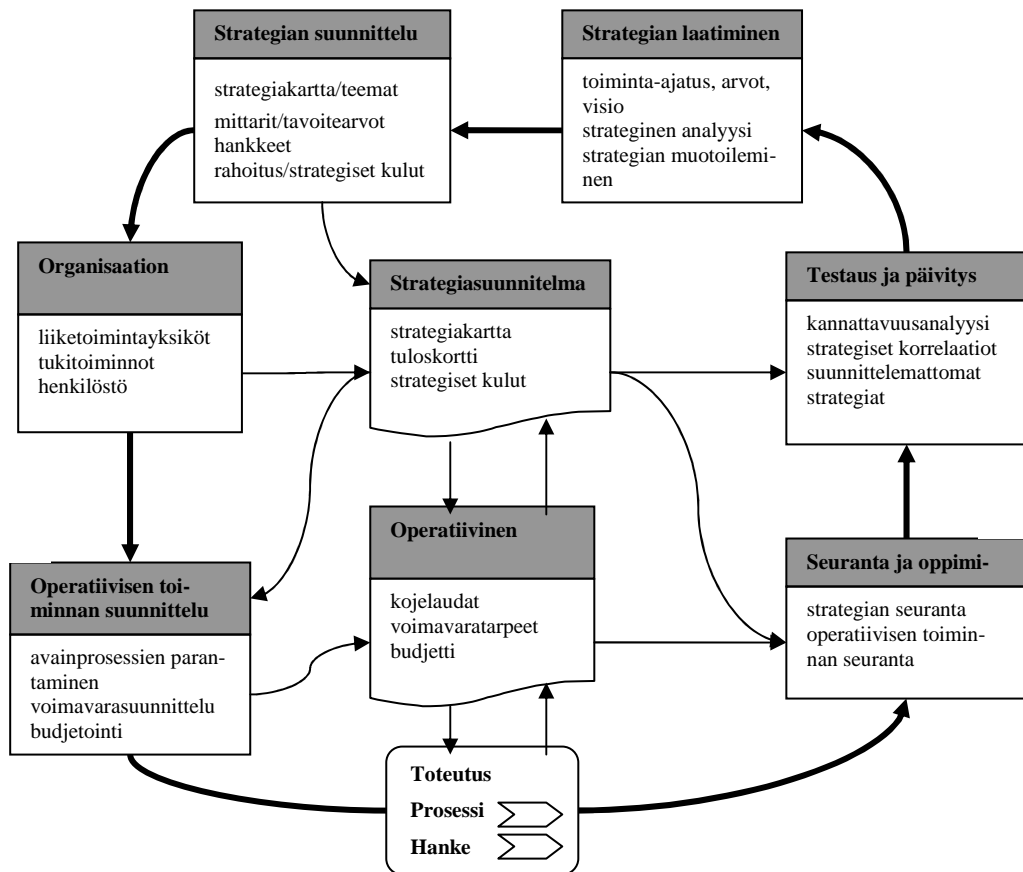 Strategian suunnittelu
strategiakartta/teemat
mittarit/tavoitearvot
hankkeet
rahoitus/strategiset kulut
Strategian laatiminen
toiminta-ajatus, arvot,
visio
strateginen analyysi
strategian muotoilemi-
nen
Organisaation
liiketoimintayksiköt
tukitoiminnot
henkilöstö
Strategiasuunnitelma
strategiakartta
tuloskortti
strategiset kulut
Testaus ja päivitys
kannattavuusanalyysi
strategiset korrelaatiot
suunnittelemattomat
strategiat
Operatiivisen toi-
minnan suunnittelu
avainprosessien paran-
taminen
voimavarasuunnittelu
budjetointi
Operatiivinen
kojelaudat
voimavaratarpeet
budjetti
Seuranta ja oppimi-
strategian seuranta
operatiivisen toimin-
nan seuranta
Toteutus
Prosessi
Hanke